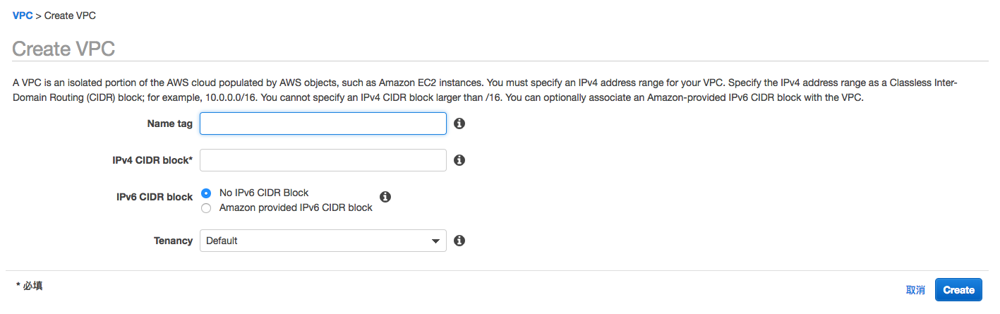 VPC > Create VPC
Create VPC
A VPC is an isolated portion of the AWS cloud populated by AWS objects, such as Amazon EC2 instances. You must specify an IPv4 address range for your VPC. Specify the IPv4 address range as a Classless Inter-
Domain Routing (CIDR) block; for example, 10.0.0.0/16. You cannot specify an IPv4 CIDR block larger than /16. You can optionally associate an Amazon-provided IPv6 CIDR block with the VPC.
Name tag
IPv4 CIDR block*
IPv6 CIDR block
No IPv6 CIDR Block
Amazon provided IPv6 CIDR block
Tenancy
Default
* 必填
取消
Create